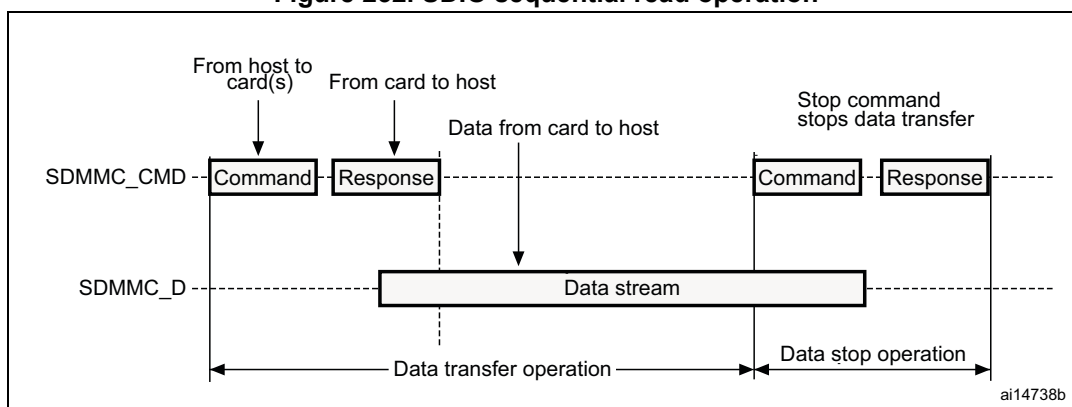 Figure 232. SDIO sequential read operation
From host to
card(s)
From card to host
Data from card to host
Stop command
stops data transfer
SDMMC_CMD
Command
Response
Command
Response
SDMMC_D
Data stream
Data transfer operation
Data stop operation
ai14738b